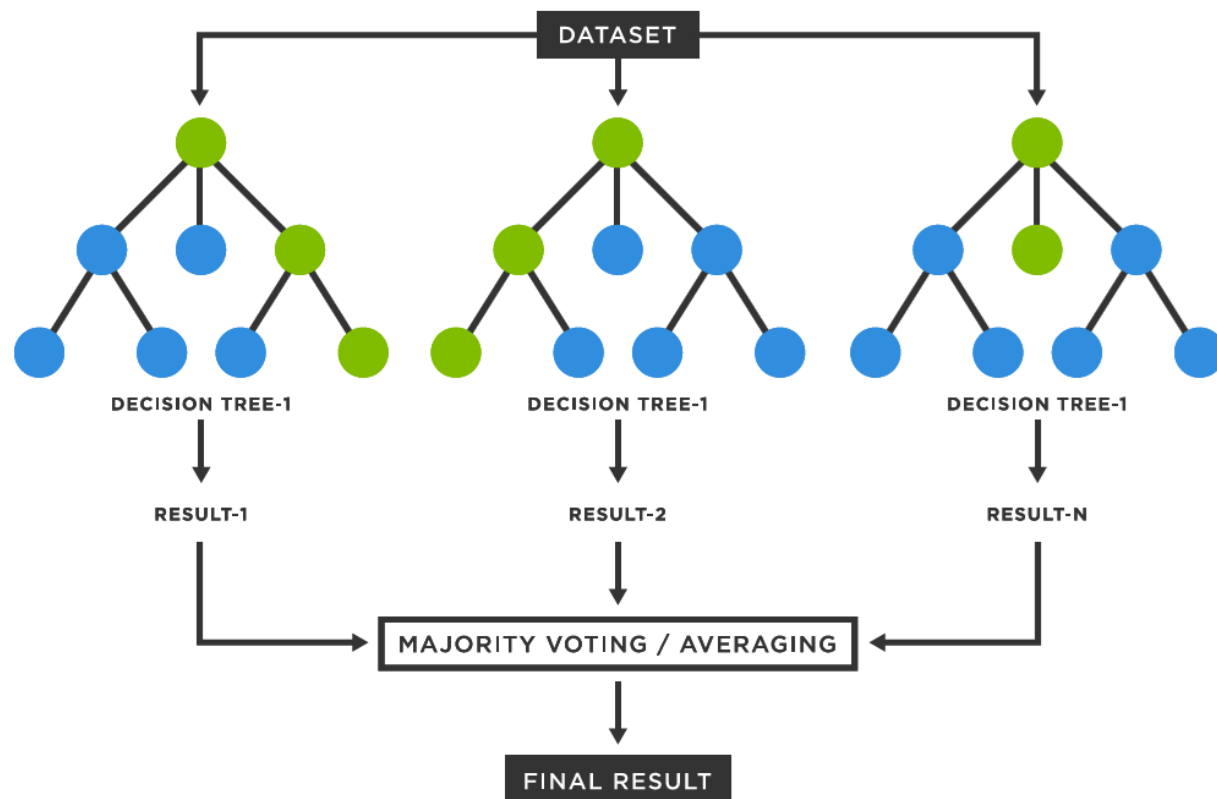 DATASET
DECISION TREE-1
DECISION TREE-1
DECISION TREE-1
RESULT-1
RESULT-2
RESULT-N
MAJORITY VOTING / AVERAGING
FINAL RESULT